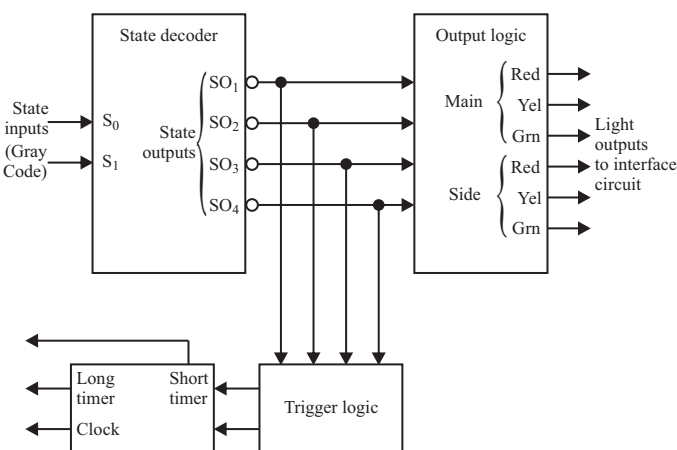 State decoder
Output logic
State
inputs
(Gray
Code)
S0
S1
State
outputs
SO1
SO2
SO3
SO4
Main
Red
Yel
Grn
Side
Red
Yel
Grn
Light
outputs
to interface
circuit
Long
timer
Short
timer
Clock
Trigger logic